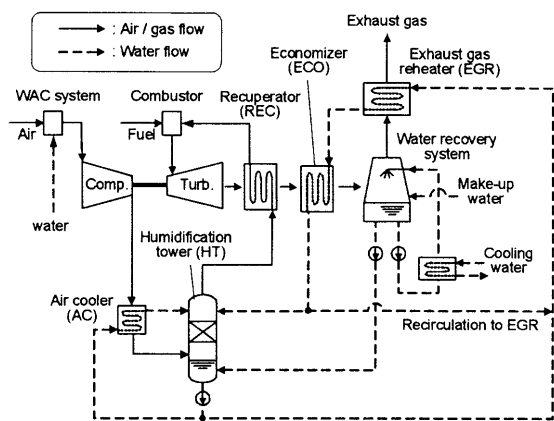 : Air / gas flow
: Water flow
Exhaust gas
Economizer
(ECO)
Exhaust gas
reheater (EGR)
WAC system
Combustor
Recuperator
(REC)
Air
Fuel
Water recovery
system
Comp.
Turb.
Make-up
water
water
Humidification
tower (HT)
Cooling
water
Air cooler
(AC)
Recirculation to EGR